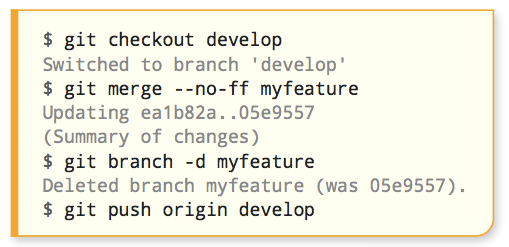 $ git checkout develop
Switched to branch 'develop'
$ git merge --no-ff myfeature
Updating ea1b82a..05e9557
(Summary of changes)
$ git branch -d myfeature
Deleted branch myfeature (was 05e9557).
$ git push origin develop